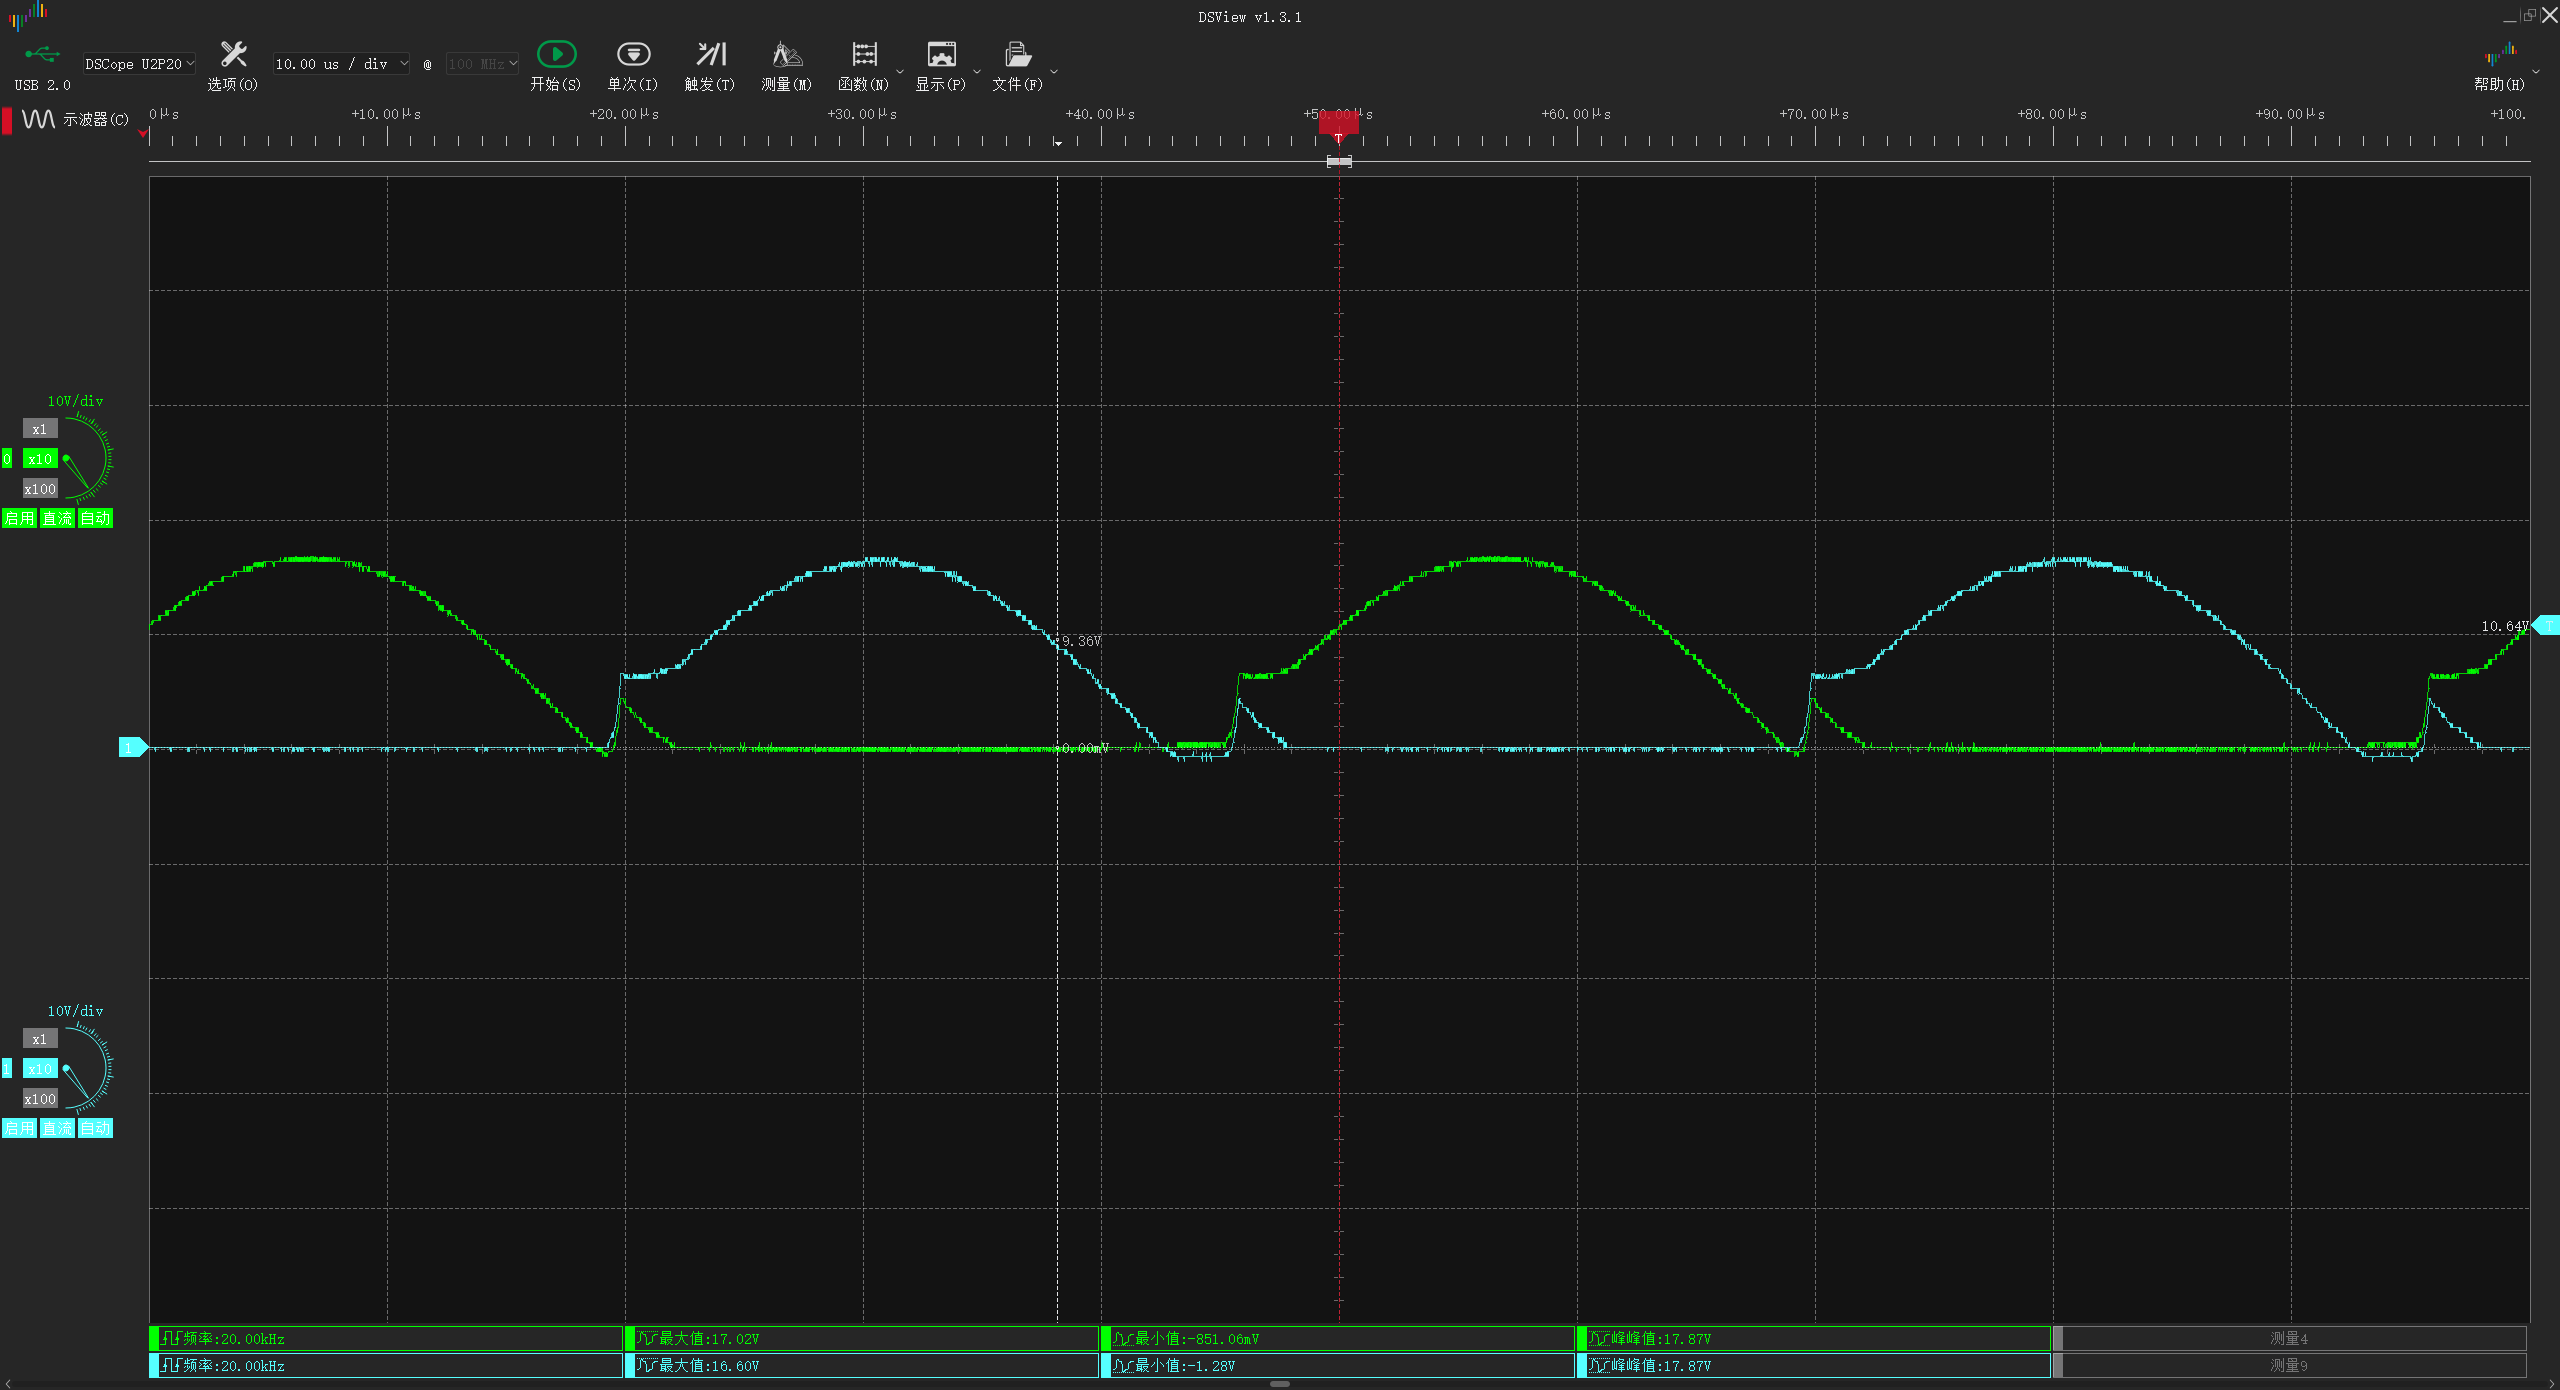 DSView v1.3.1
USB 2.0
DSCope U2P20
选项(O)
10.00 us / div
@
100 MHz
开始(S)
单次(I)
触发(T)
测量(M)
函数(N)
显示(P)
文件(F)
帮助(H)
示波器(C)
0μs
+10.00μs
+20.00μs
+30.00μs
+40.00μs
+50.00μs
+60.00μs
+70.00μs
+80.00μs
+90.00μs
+100.
T
10V/div
x1
0
x10
x100
启用 直流 自动
9.36V
10.64V
T
1
0.00mV
10V/div
x1
1
x10
x100
启用 直流 自动
频率:20.00kHz
最大值:17.02V
最小值:-851.06mV
峰峰值:17.87V
测量4
频率:20.00kHz
最大值:16.60V
最小值:-1.28V
峰峰值:17.87V
测量9